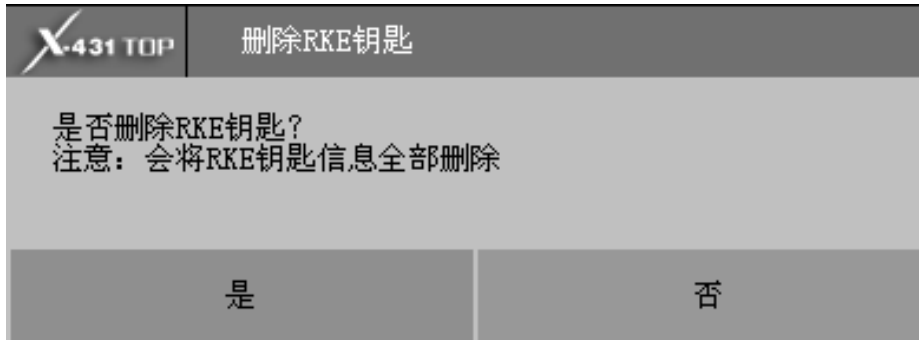 X-431 TOP
删除RKE钥匙
是否删除RKE钥匙?
注意：会将RKE钥匙信息全部删除
是
否